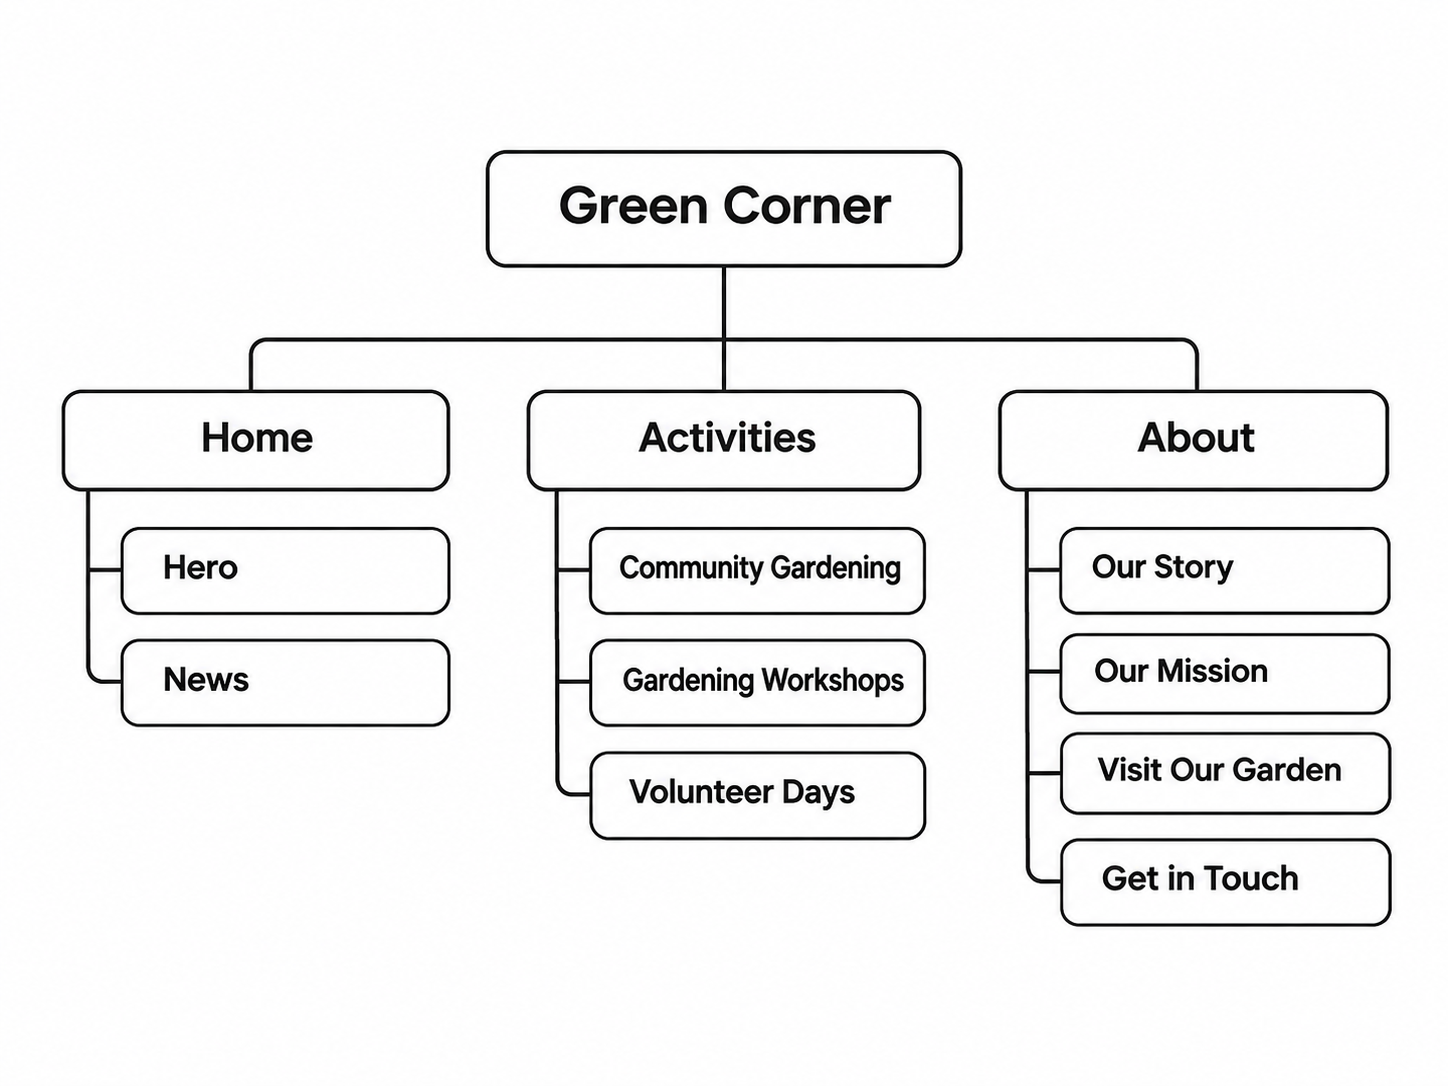 Green Corner
Home
Hero
News
Activities
Community Gardening
Gardening Workshops
Volunteer Days
About
Our Story
Our Mission
Visit Our Garden
Get in Touch